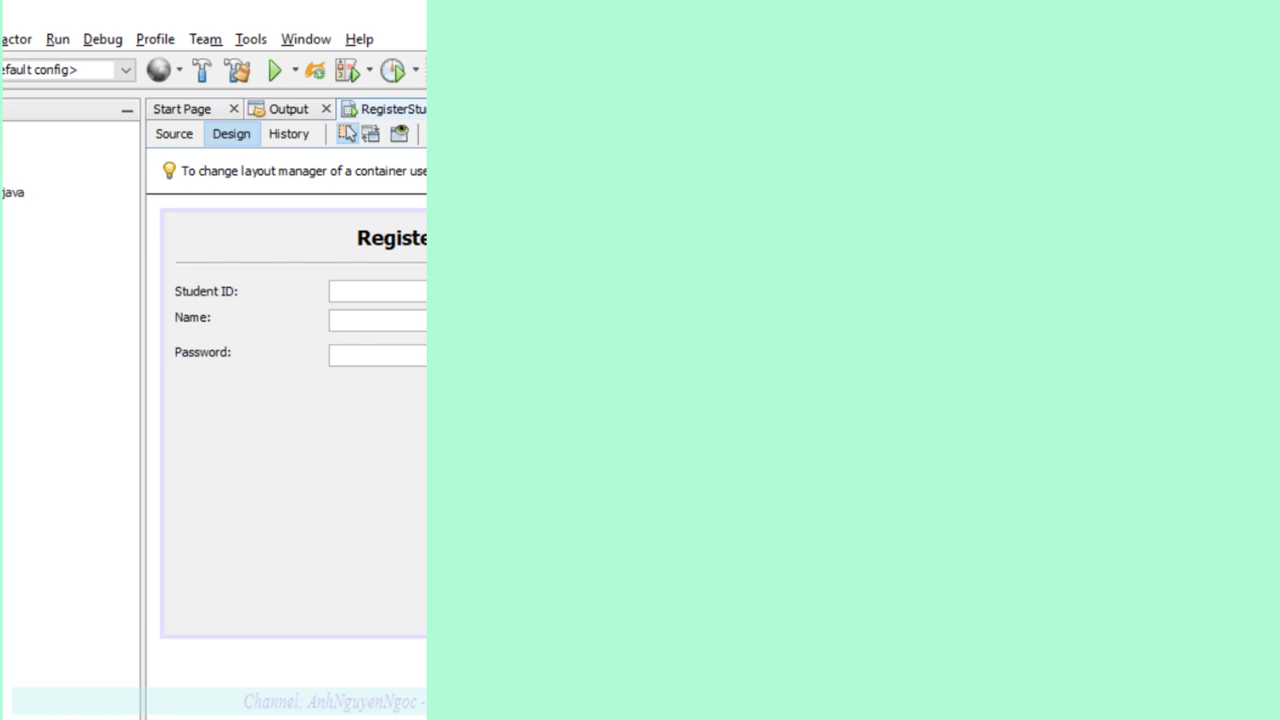 actor Run Debug Profile Team Tools Window Help
efault config>
Start Page Output RegisterStu
Source Design History
To change layout manager of a container use
java
Registe
Student ID:
Name:
Password:
Channel: AnhNguyenNgoc -